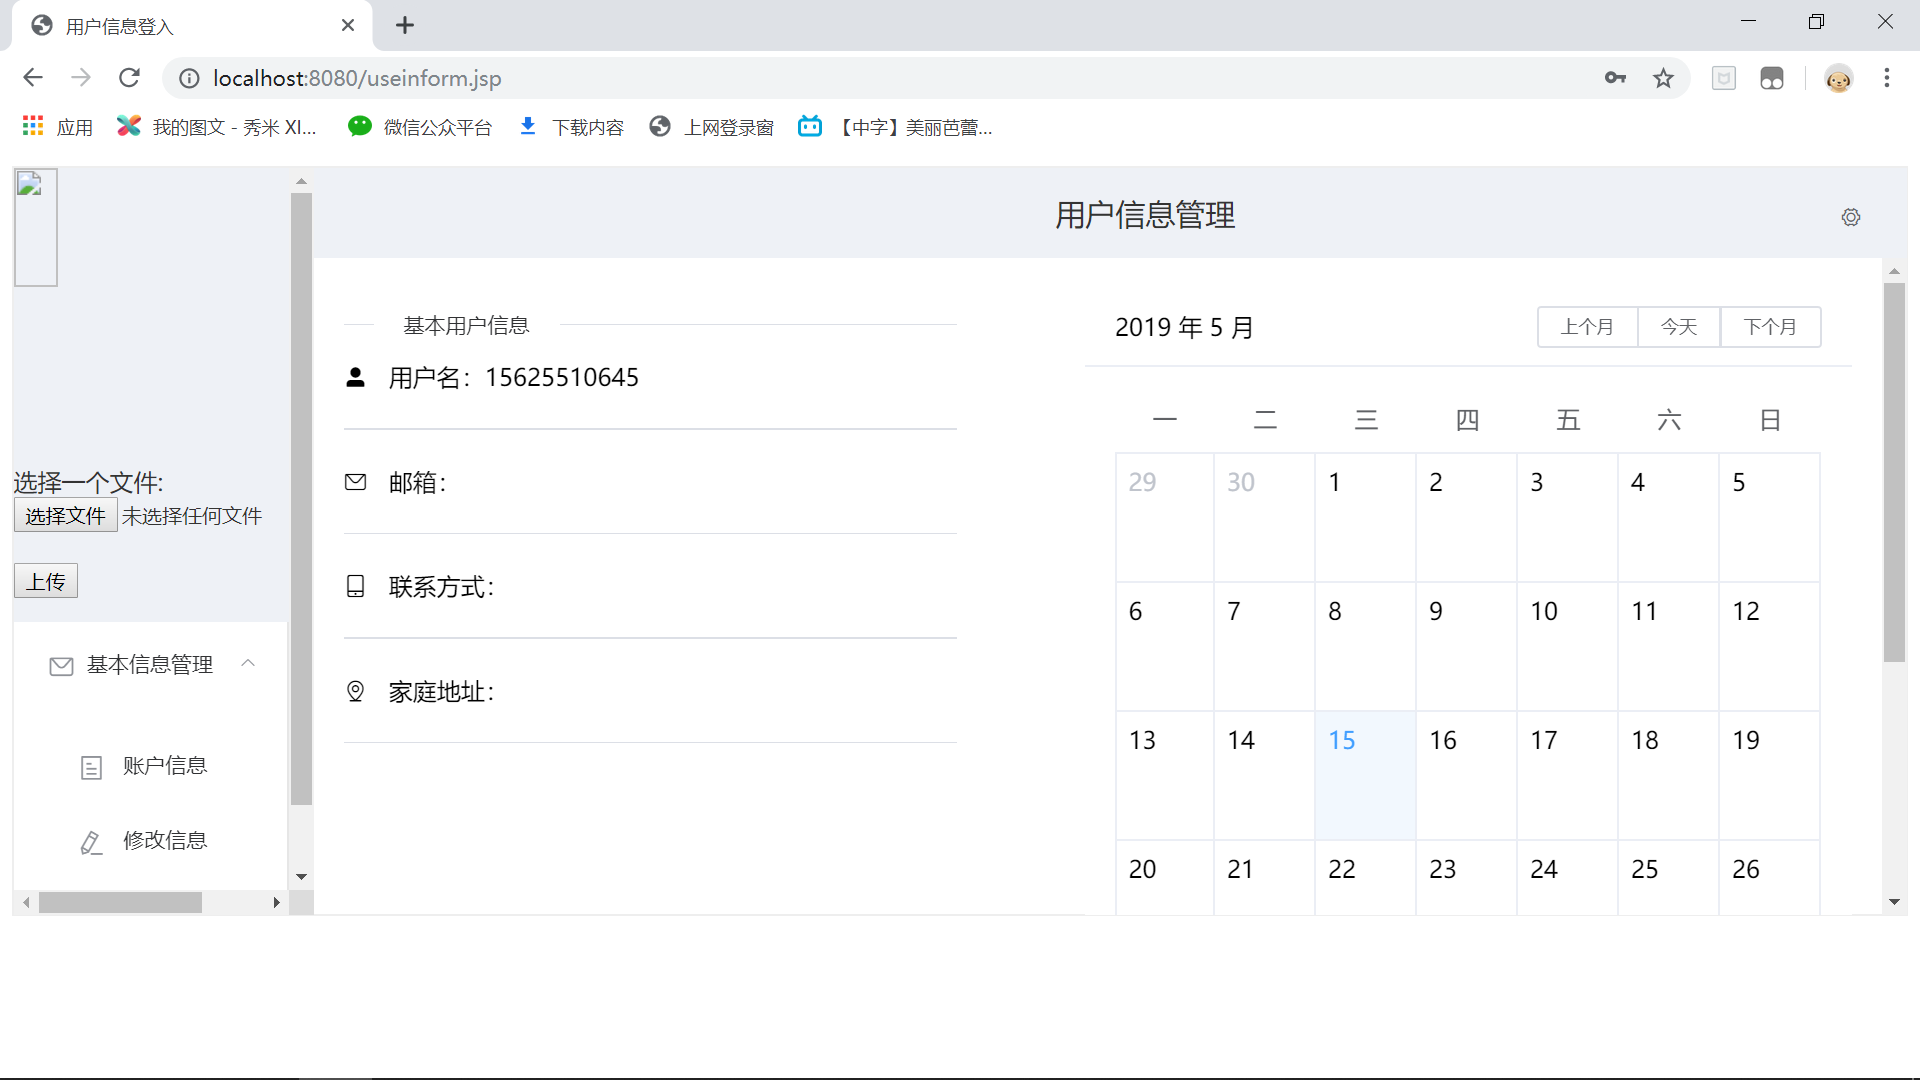 用户信息登入
localhost:8080/useinform.jsp
应用 我的图文 - 秀米 XI... 微信公众平台 下载内容 上网登录窗 【中字】美丽芭蕾...
用户信息管理
选择一个文件:
选择文件 未选择任何文件
上传
基本信息管理
账户信息
修改信息
基本用户信息
用户名：15625510645
邮箱：
联系方式：
家庭地址：
2019 年 5 月 上个月 今天 下个月
一 二 三 四 五 六 日
29 30 1 2 3 4 5
6 7 8 9 10 11 12
13 14 15 16 17 18 19
20 21 22 23 24 25 26